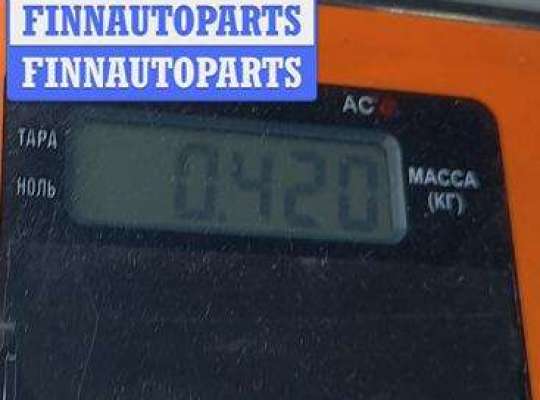 FINNAUTOPARTS
FINNAUTOPARTS
AC
ТАРА
0.420
НОЛЬ
МАССА
(КГ)